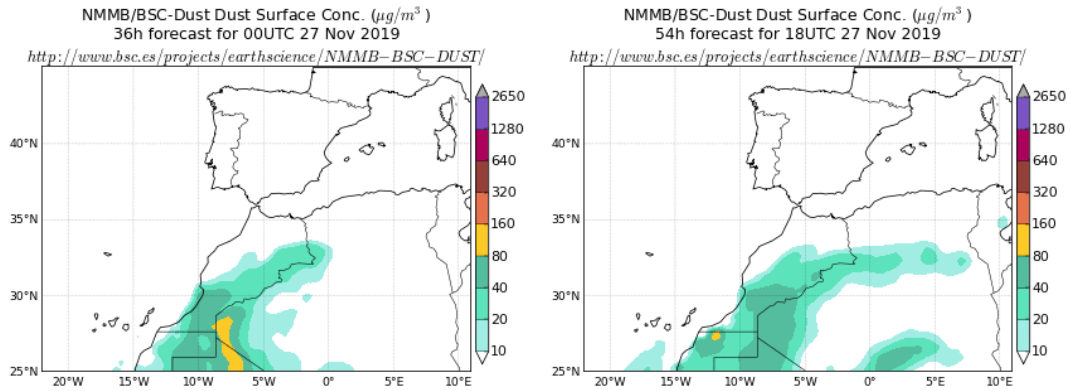 NMMB/BSC-Dust Dust Surface Conc. (μg/m³ )
36h forecast for 00UTC 27 Nov 2019
http://www.bsc.es/projects/earthscience/NMMB−BSC−DUST/
2650
1280
640
320
160
80
40
20
10
40°N
35°N
30°N
25°N
20°W
15°W
10°W
5°W
0°E
5°E
10°E
NMMB/BSC-Dust Dust Surface Conc. (μg/m³ )
54h forecast for 18UTC 27 Nov 2019
http://www.bsc.es/projects/earthscience/NMMB−BSC−DUST/
2650
1280
640
320
160
80
40
20
10
40°N
35°N
30°N
25°N
20°W
15°W
10°W
5°W
0°E
5°E
10°E